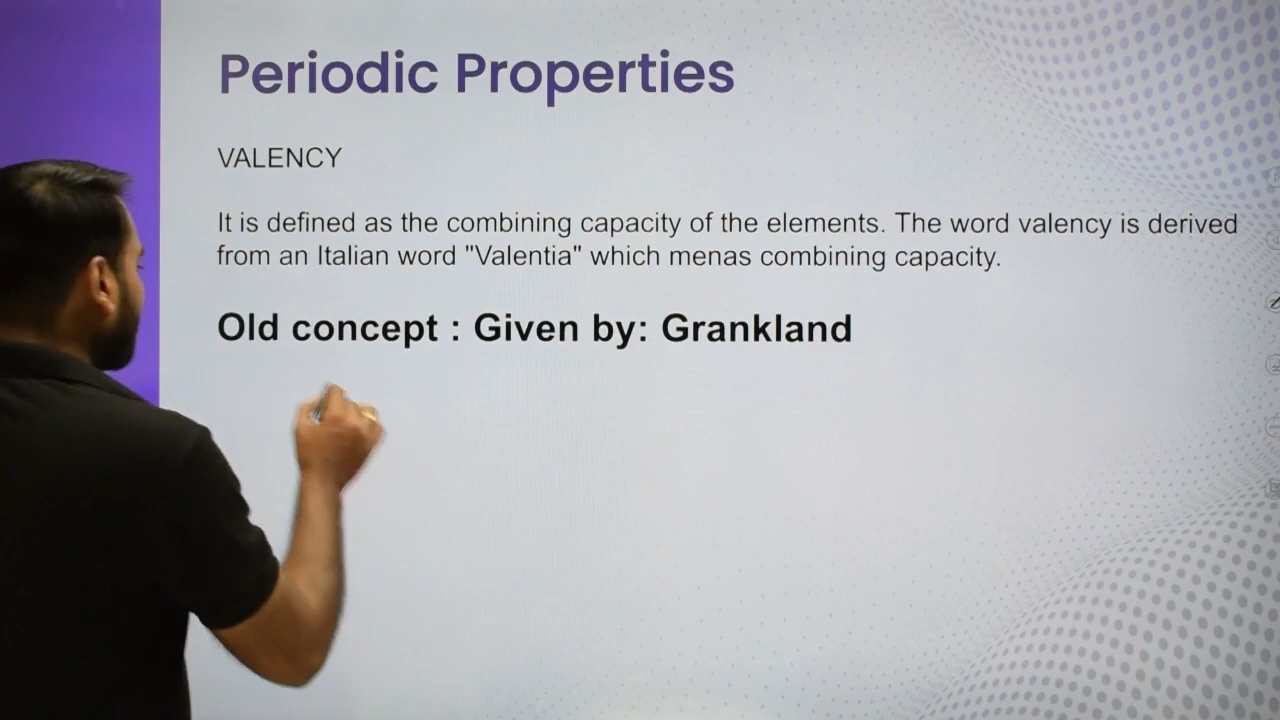 Periodic Properties
VALENCY
It is defined as the combining capacity of the elements. The word valency is derived
from an Italian word "Valentia" which menas combining capacity.
Old concept : Given by: Grankland